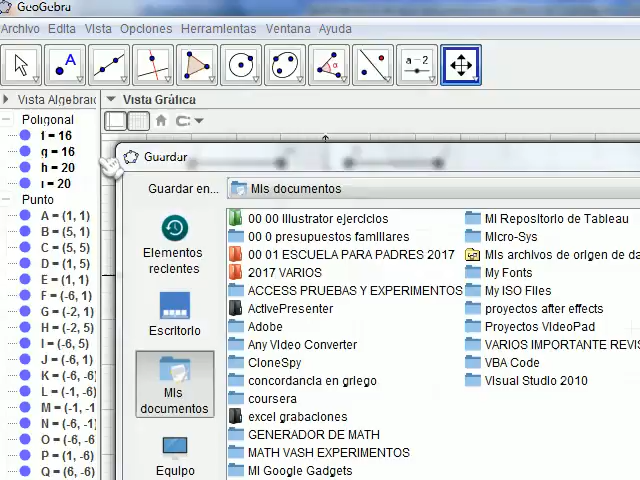 GeoGebra
Archivo Edita Vista Opciones Herramientas Ventana Ayuda
A
α
a=2
Vista Algebraic
Vista Gráfica
Poligonal
f = 16
g = 16
h = 20
i = 20
Punto
A = (1, 1)
B = (5, 1)
C = (5, 5)
D = (1, 5)
E = (1, 1)
F = (-6, 1)
G = (-2, 1)
H = (-2, 5)
I = (-6, 5)
J = (-6, 1)
K = (-6, -6)
L = (-1, -6)
M = (-1, -1
N = (-6, -1)
O = (-6, -6
P = (1, -6)
Q = (6, -6)
Guardar
Guardar en...
Mis documentos
Elementos recientes
Escritorio
Mis documentos
Equipo
00 00 illustrator ejercicios
00 0 presupuestos familiares
00 01 ESCUELA PARA PADRES 2017
2017 VARIOS
ACCESS PRUEBAS Y EXPERIMENTOS
ActivePresenter
Adobe
Any Video Converter
CloneSpy
concordancia en griego
coursera
excel grabaciones
GENERADOR DE MATH
MATH VASH EXPERIMENTOS
Mi Google Gadgets
Mi Repositorio de Tableau
Micro-Sys
Mis archivos de origen de da
My Fonts
My ISO Files
proyectos after effects
Proyectos VideoPad
VARIOS IMPORTANTE REVIS
VBA Code
Visual Studio 2010